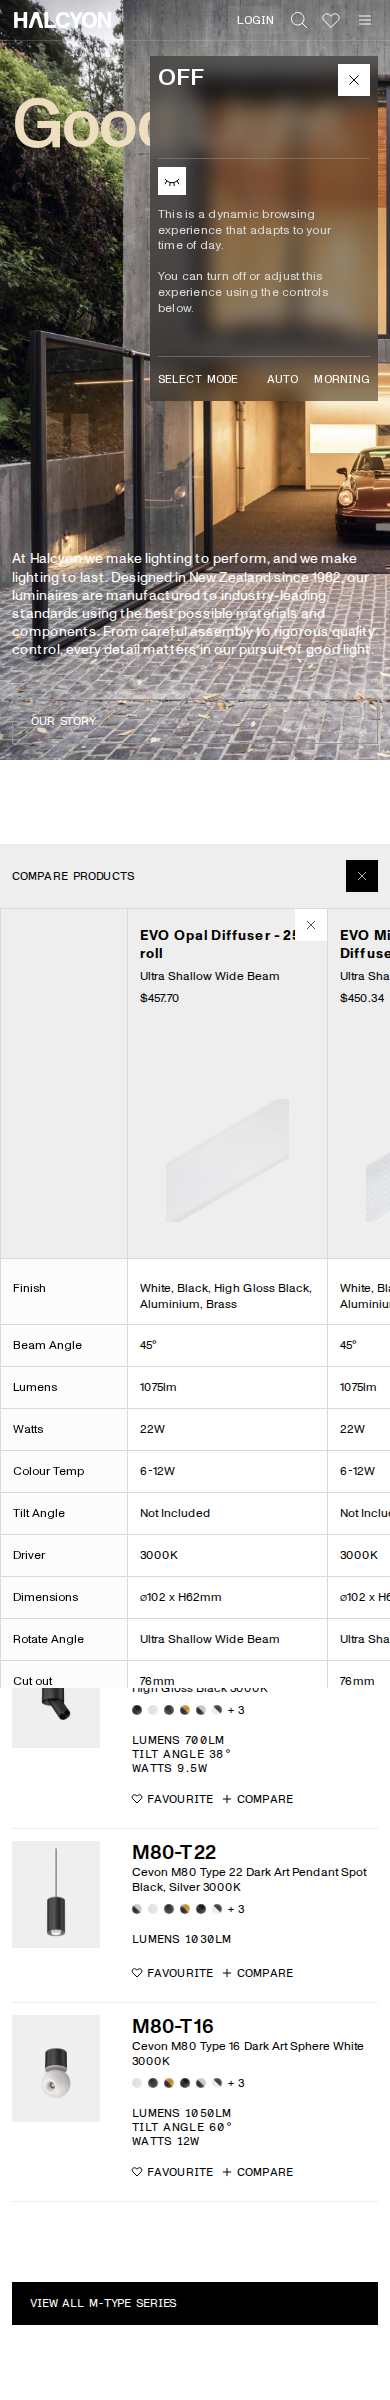 HALCYON
LOGIN
Good
OFF
This is a dynamic browsing
experience that adapts to your
time of day.
You can turn off or adjust this
experience using the controls
below.
SELECT MODE AUTO MORNING
At Halcyon we make lighting to perform, and we make
lighting to last. Designed in New Zealand since 1982, our
luminaires are manufactured to industry-leading
standards using the best possible materials and
components. From careful assembly to rigorous quality
control, every detail matters in our pursuit of good light.
OUR STORY
COMPARE PRODUCTS
EVO Opal Diffuser - 25
roll
Ultra Shallow Wide Beam
$457.70
EVO Mi
Diffuse
Ultra Sha
$450.34
Finish
White, Black, High Gloss Black,
Aluminium, Brass
White, Bla
Aluminiu
Beam Angle 45° 45°
Lumens 1075lm 1075lm
Watts 22W 22W
Colour Temp 6-12W 6-12W
Tilt Angle Not Included Not Inclu
Driver 3000K 3000K
Dimensions ⌀102 x H62mm ⌀102 x H6
Rotate Angle Ultra Shallow Wide Beam Ultra Sha
Cut out 76mm 76mm
High Gloss Black 3000K
+ 3
LUMENS 700LM
TILT ANGLE 38°
WATTS 9.5W
FAVOURITE + COMPARE
M80-T22
Cevon M80 Type 22 Dark Art Pendant Spot
Black, Silver 3000K
+ 3
LUMENS 1030LM
FAVOURITE + COMPARE
M80-T16
Cevon M80 Type 16 Dark Art Sphere White
3000K
+ 3
LUMENS 1050LM
TILT ANGLE 60°
WATTS 12W
FAVOURITE + COMPARE
VIEW ALL M-TYPE SERIES